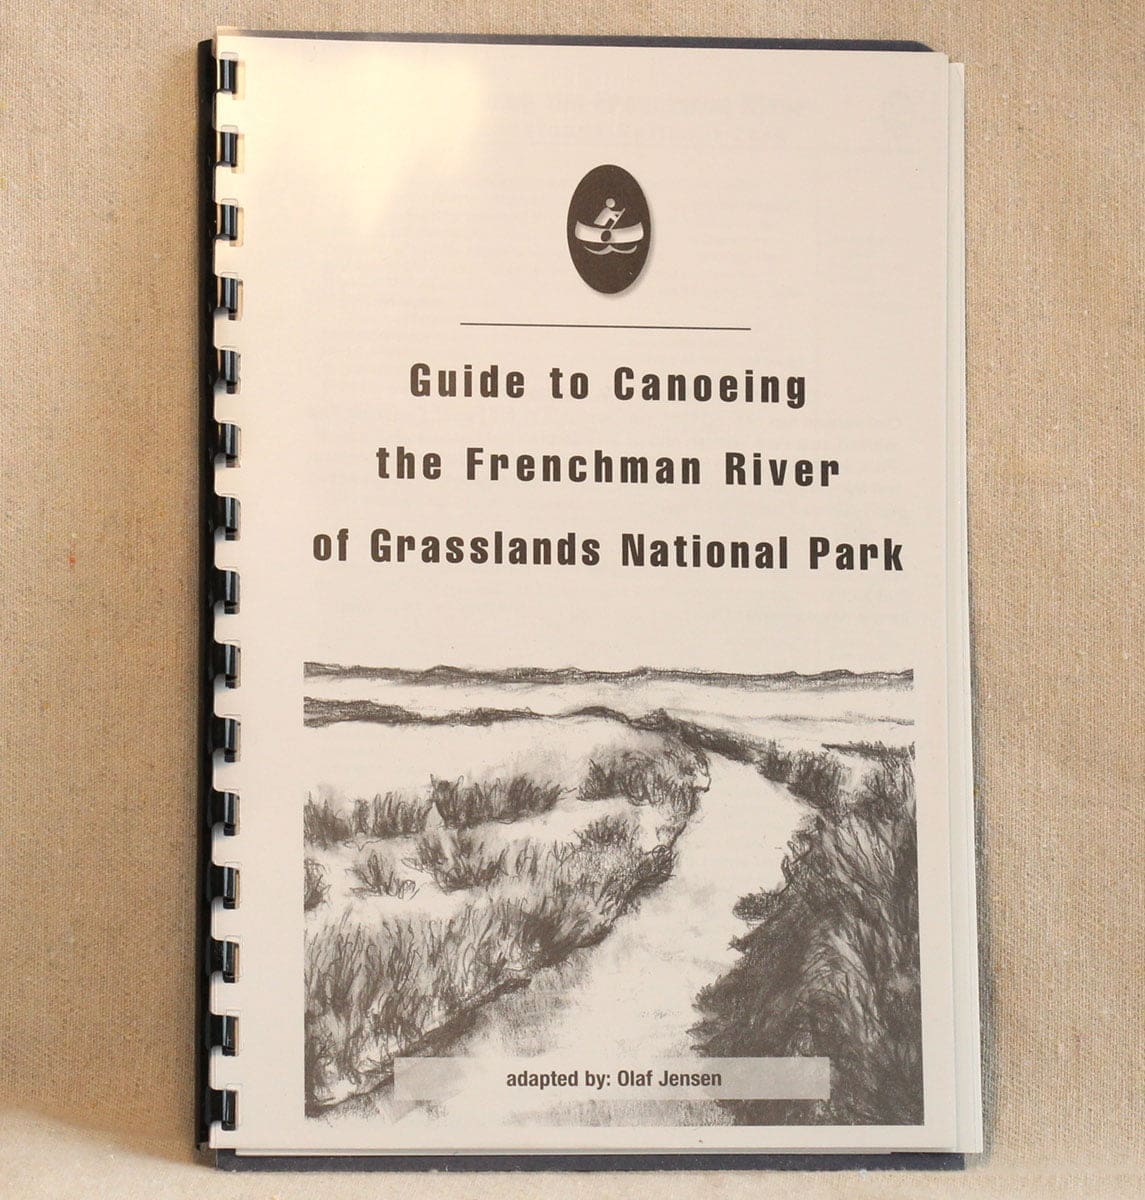 Guide to Canoeing
the Frenchman River
of Grasslands National Park
adapted by: Olaf Jensen